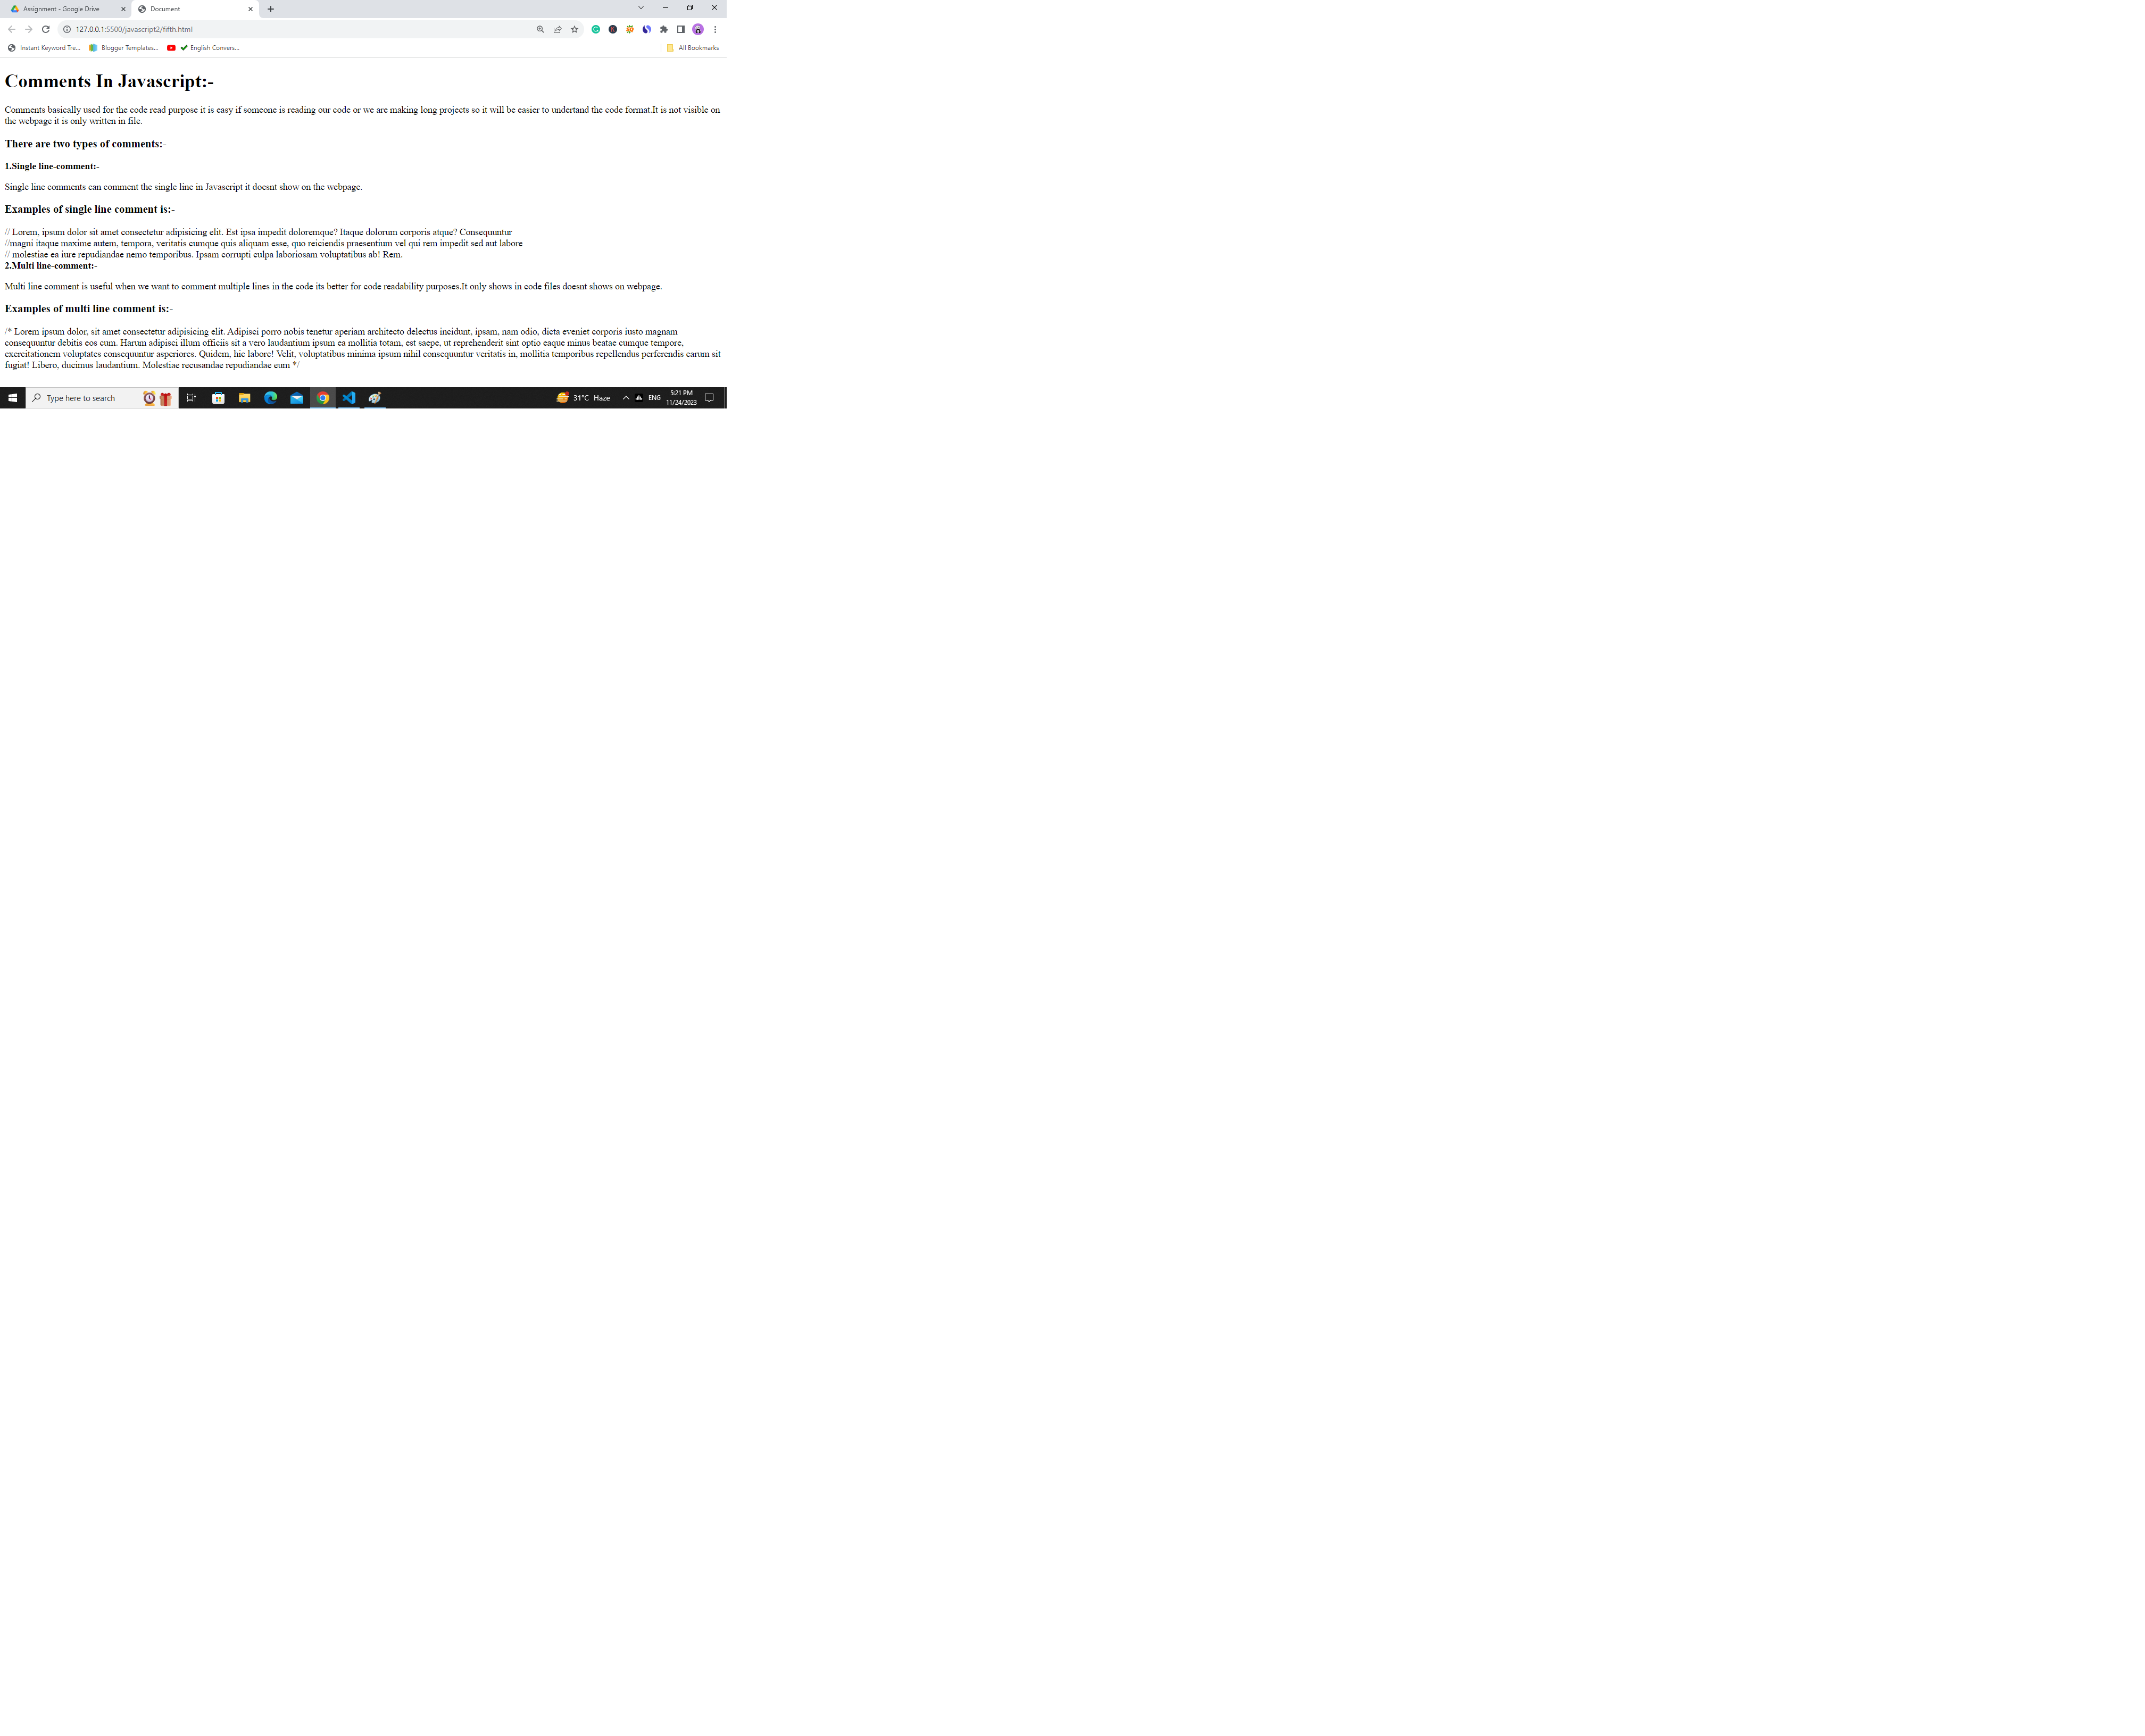 Assignment - Google Drive
Document
127.0.0.1:5500/javascript2/fifth.html
Instant Keyword Tre...
Blogger Templates...
English Convers...
All Bookmarks
Comments In Javascript:-
Comments basically used for the code read purpose it is easy if someone is reading our code or we are making long projects so it will be easier to undertand the code format.It is not visible on
the webpage it is only written in file.
There are two types of comments:-
1.Single line-comment:-
Single line comments can comment the single line in Javascript it doesnt show on the webpage.
Examples of single line comment is:-
// Lorem, ipsum dolor sit amet consectetur adipisicing elit. Est ipsa impedit doloremque? Itaque dolorum corporis atque? Consequuntur
//magni itaque maxime autem, tempora, veritatis cumque quis aliquam esse, quo reiciendis praesentium vel qui rem impedit sed aut labore
// molestiae ea iure repudiandae nemo temporibus. Ipsam corrupti culpa laboriosam voluptatibus ab! Rem.
2.Multi line-comment:-
Multi line comment is useful when we want to comment multiple lines in the code its better for code readability purposes.It only shows in code files doesnt shows on webpage.
Examples of multi line comment is:-
/* Lorem ipsum dolor, sit amet consectetur adipisicing elit. Adipisci porro nobis tenetur aperiam architecto delectus incidunt, ipsam, nam odio, dicta eveniet corporis iusto magnam
consequuntur debitis eos cum. Harum adipisci illum officiis sit a vero laudantium ipsum ea mollitia totam, est saepe, ut reprehenderit sint optio eaque minus beatae cumque tempore,
exercitationem voluptates consequuntur asperiores. Quidem, hic labore! Velit, voluptatibus minima ipsum nihil consequuntur veritatis in, mollitia temporibus repellendus perferendis earum sit
fugiat! Libero, ducimus laudantium. Molestiae recusandae repudiandae eum */
Type here to search
31°C Haze
ENG
5:21 PM
11/24/2023